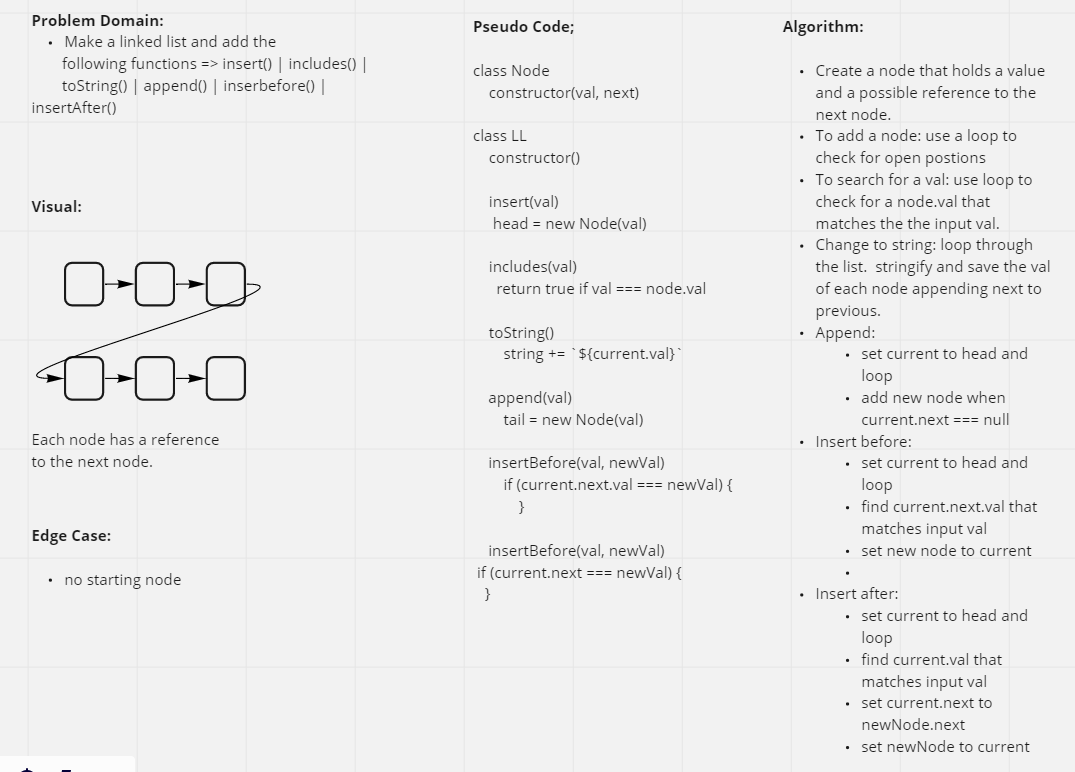 Problem Domain:
• Make a linked list and add the
following functions => insert() | includes() |
toString() | append() | inserbefore() |
insertAfter()
Visual:
Each node has a reference
to the next node.
Edge Case:
• no starting node
Pseudo Code;
class Node
constructor(val, next)
class LL
constructor()
insert(val)
head = new Node(val)
includes(val)
return true if val === node.val
toString()
string += `${current.val}`
append(val)
tail = new Node(val)
insertBefore(val, newVal)
if (current.next.val === newVal) {
}
insertBefore(val, newVal)
if (current.next === newVal) {
}
Algorithm:
• Create a node that holds a value
and a possible reference to the
next node.
• To add a node: use a loop to
check for open postions
• To search for a val: use loop to
check for a node.val that
matches the the input val.
• Change to string: loop through
the list. stringify and save the val
of each node appending next to
previous.
• Append:
• set current to head and
loop
• add new node when
current.next === null
• Insert before:
• set current to head and
loop
• find current.next.val that
matches input val
• set new node to current
•
• Insert after:
• set current to head and
loop
• find current.val that
matches input val
• set current.next to
newNode.next
• set newNode to current